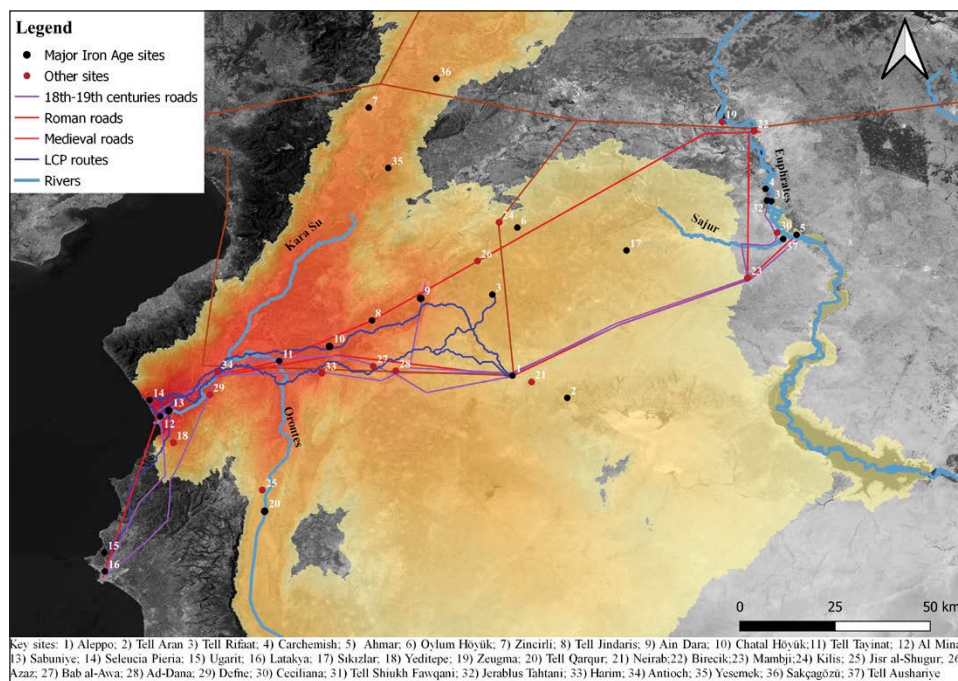 Legend
Major Iron Age sites
Other sites
18th-19th centuries roads
Roman roads
Medieval roads
LCP routes
Rivers
36
7
35
19
22
Euphrates
4
31
32
Kara Su
24
6
Sajur
30
5
37
17
26
23
3
9
8
10
11
27
28
33
34
1
21
2
29
14
13
12
18
Orontes
25
20
15
16
0 25 50 km
Key sites: 1) Aleppo; 2) Tell Aran 3) Tell Rifaat; 4) Carchemish; 5) Ahmar; 6) Oylum Höyük; 7) Zincirli; 8) Tell Jindaris; 9) Ain Dara; 10) Chatal Höyük;11) Tell Tayinat; 12) Al Mina
13) Sabuniye; 14) Seleucia Pieria; 15) Ugarit; 16) Latakya; 17) Sıkızlar; 18) Yeditepe; 19) Zeugma; 20) Tell Qarqur; 21) Neirab;22) Birecik;23) Mambji;24) Kilis; 25) Jisr al-Shugur; 26
Azaz; 27) Bab al-Awa; 28) Ad-Dana; 29) Defne; 30) Ceciliana; 31) Tell Shiukh Fawqani; 32) Jerablus Tahtani; 33) Harim; 34) Antioch; 35) Yesemek; 36) Sakçagözü; 37) Tell Aushariye